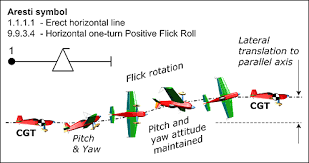 Aresti symbol
1.1.1.1 - Erect horizontal line
9.9.3.4 - Horizontal one-turn Positive Flick Roll
1
Lateral
translation to
parallel axis
Flick rotation
CGT
Pitch
& Yaw
Pitch and
yaw attitude
maintained
CGT